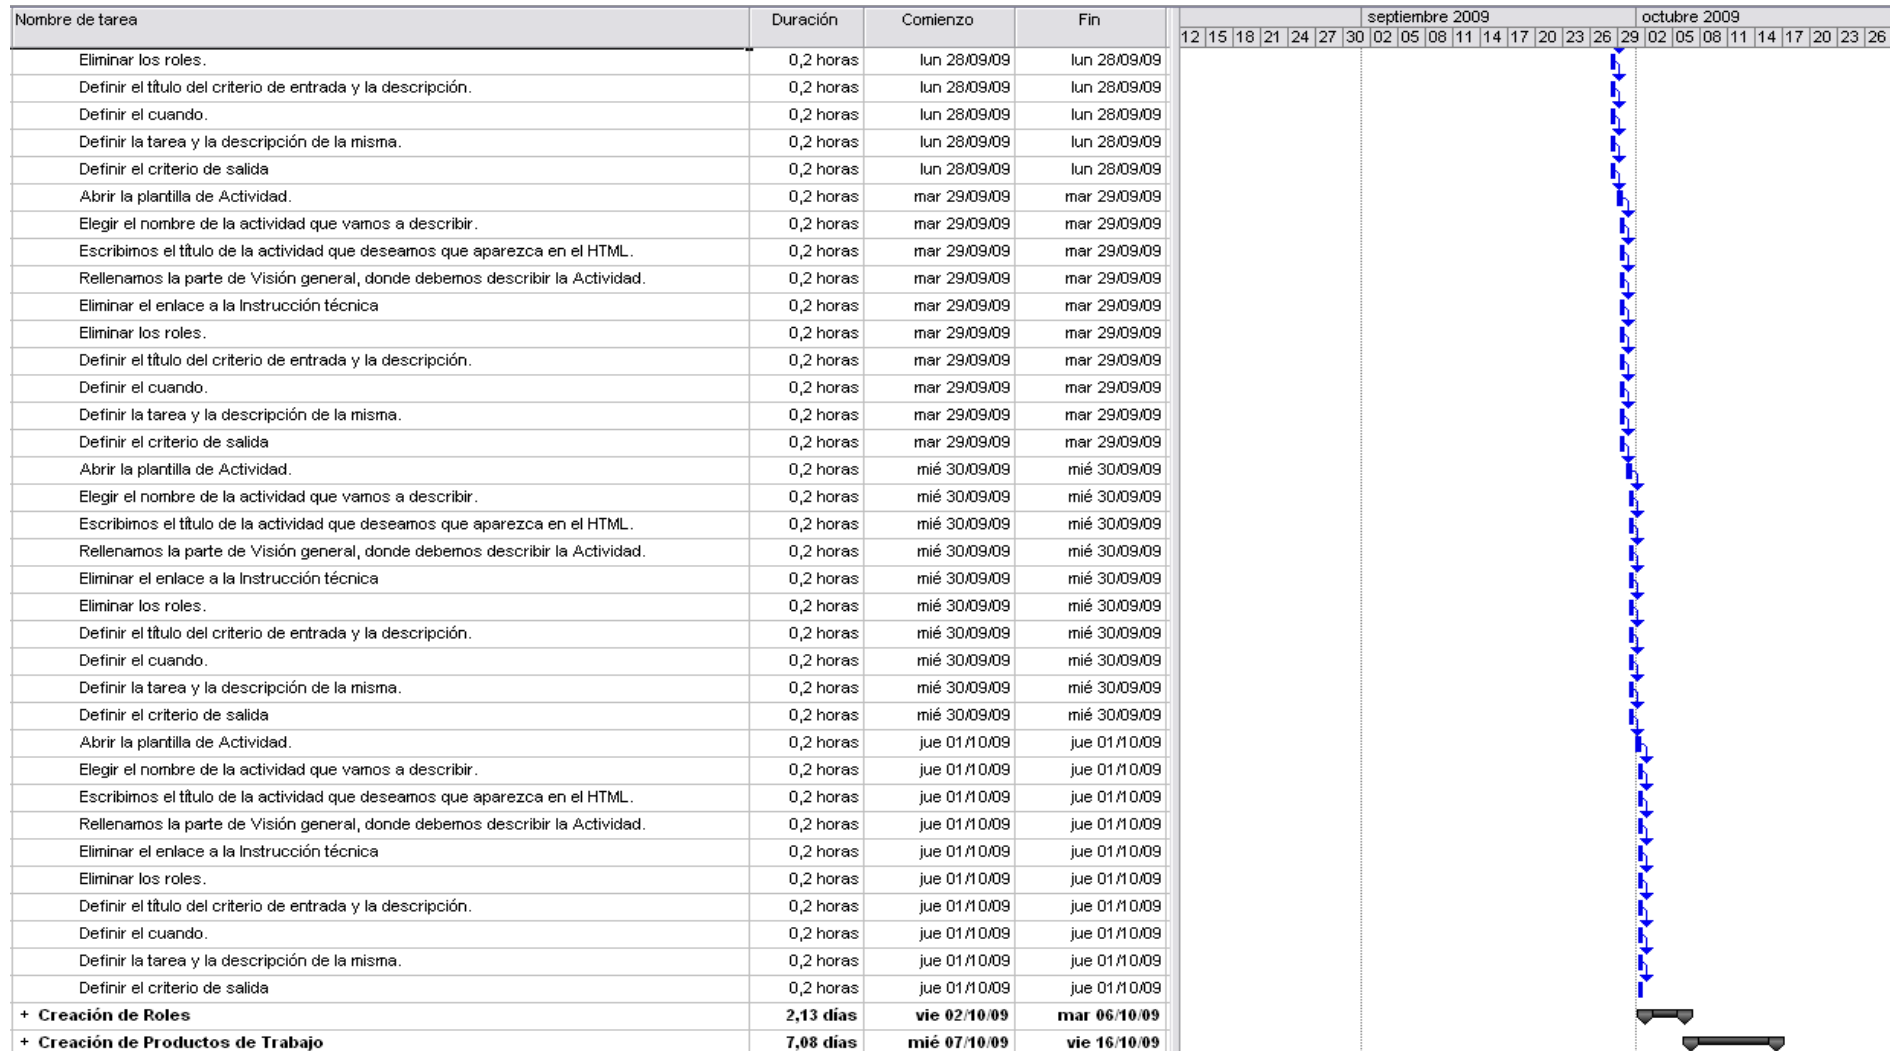 Nombre de tarea Duración Comienzo Fin septiembre 2009 octubre 2009
12 15 18 21 24 27 30 02 05 08 11 14 17 20 23 26 29 02 05 08 11 14 17 20 23 26
Eliminar los roles. 0,2 horas lun 28/09/09 lun 28/09/09
Definir el título del criterio de entrada y la descripción. 0,2 horas lun 28/09/09 lun 28/09/09
Definir el cuando. 0,2 horas lun 28/09/09 lun 28/09/09
Definir la tarea y la descripción de la misma. 0,2 horas lun 28/09/09 lun 28/09/09
Definir el criterio de salida 0,2 horas lun 28/09/09 lun 28/09/09
Abrir la plantilla de Actividad. 0,2 horas mar 29/09/09 mar 29/09/09
Elegir el nombre de la actividad que vamos a describir. 0,2 horas mar 29/09/09 mar 29/09/09
Escribimos el título de la actividad que deseamos que aparezca en el HTML. 0,2 horas mar 29/09/09 mar 29/09/09
Rellenamos la parte de Visión general, donde debemos describir la Actividad. 0,2 horas mar 29/09/09 mar 29/09/09
Eliminar el enlace a la Instrucción técnica 0,2 horas mar 29/09/09 mar 29/09/09
Eliminar los roles. 0,2 horas mar 29/09/09 mar 29/09/09
Definir el título del criterio de entrada y la descripción. 0,2 horas mar 29/09/09 mar 29/09/09
Definir el cuando. 0,2 horas mar 29/09/09 mar 29/09/09
Definir la tarea y la descripción de la misma. 0,2 horas mar 29/09/09 mar 29/09/09
Definir el criterio de salida 0,2 horas mar 29/09/09 mar 29/09/09
Abrir la plantilla de Actividad. 0,2 horas mié 30/09/09 mié 30/09/09
Elegir el nombre de la actividad que vamos a describir. 0,2 horas mié 30/09/09 mié 30/09/09
Escribimos el título de la actividad que deseamos que aparezca en el HTML. 0,2 horas mié 30/09/09 mié 30/09/09
Rellenamos la parte de Visión general, donde debemos describir la Actividad. 0,2 horas mié 30/09/09 mié 30/09/09
Eliminar el enlace a la Instrucción técnica 0,2 horas mié 30/09/09 mié 30/09/09
Eliminar los roles. 0,2 horas mié 30/09/09 mié 30/09/09
Definir el título del criterio de entrada y la descripción. 0,2 horas mié 30/09/09 mié 30/09/09
Definir el cuando. 0,2 horas mié 30/09/09 mié 30/09/09
Definir la tarea y la descripción de la misma. 0,2 horas mié 30/09/09 mié 30/09/09
Definir el criterio de salida 0,2 horas mié 30/09/09 mié 30/09/09
Abrir la plantilla de Actividad. 0,2 horas jue 01/10/09 jue 01/10/09
Elegir el nombre de la actividad que vamos a describir. 0,2 horas jue 01/10/09 jue 01/10/09
Escribimos el título de la actividad que deseamos que aparezca en el HTML. 0,2 horas jue 01/10/09 jue 01/10/09
Rellenamos la parte de Visión general, donde debemos describir la Actividad. 0,2 horas jue 01/10/09 jue 01/10/09
Eliminar el enlace a la Instrucción técnica 0,2 horas jue 01/10/09 jue 01/10/09
Eliminar los roles. 0,2 horas jue 01/10/09 jue 01/10/09
Definir el título del criterio de entrada y la descripción. 0,2 horas jue 01/10/09 jue 01/10/09
Definir el cuando. 0,2 horas jue 01/10/09 jue 01/10/09
Definir la tarea y la descripción de la misma. 0,2 horas jue 01/10/09 jue 01/10/09
Definir el criterio de salida 0,2 horas jue 01/10/09 jue 01/10/09
+ Creación de Roles 2,13 días vie 02/10/09 mar 06/10/09
+ Creación de Productos de Trabajo 7,08 días mié 07/10/09 vie 16/10/09